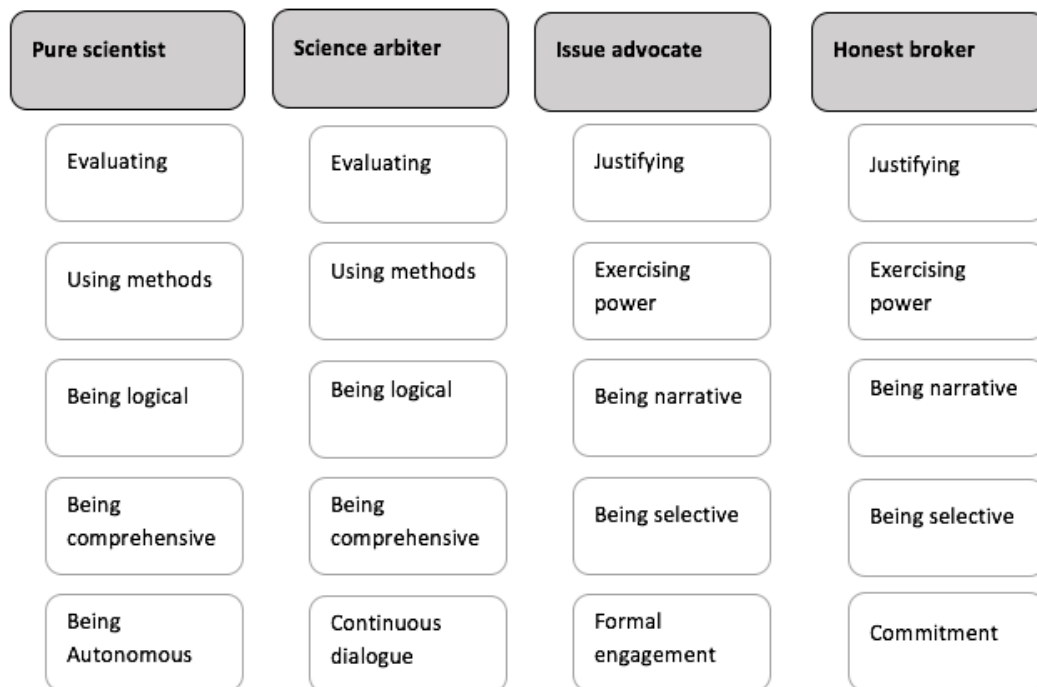 Pure scientist
Science arbiter
Issue advocate
Honest broker
Evaluating
Evaluating
Justifying
Justifying
Using methods
Using methods
Exercising
power
Exercising
power
Being logical
Being logical
Being narrative
Being narrative
Being
comprehensive
Being
comprehensive
Being selective
Being selective
Being
Autonomous
Continuous
dialogue
Formal
engagement
Commitment